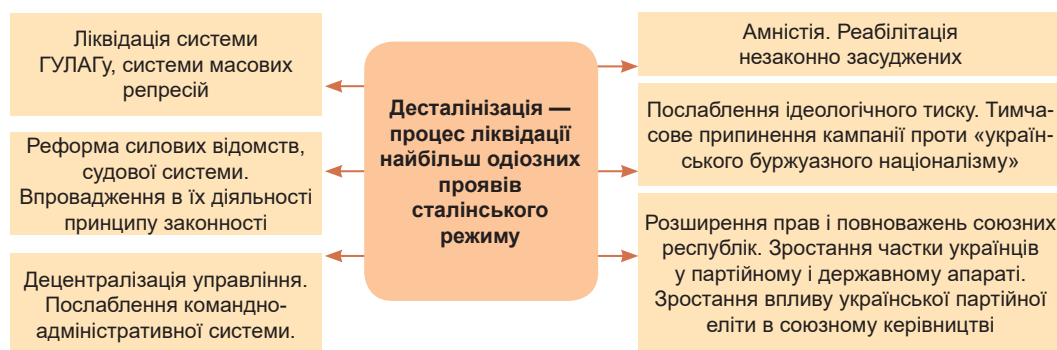 Ліквідація системи
ГУЛАГу, системи масових
репресій
Реформа силових відомств,
судової системи.
Впровадження в їх діяльності
принципу законності
Децентралізація управління.
Послаблення командно-
адміністративної системи.
Десталінізація —
процес ліквідації
найбільш одіозних
проявів
сталінського
режиму
Амністія. Реабілітація
незаконно засуджених
Послаблення ідеологічного тиску. Тимча-
сове припинення кампанії проти «україн-
ського буржуазного націоналізму»
Розширення прав і повноважень союзних
республік. Зростання частки українців
у партійному і державному апараті.
Зростання впливу української партійної
еліти в союзному керівництві